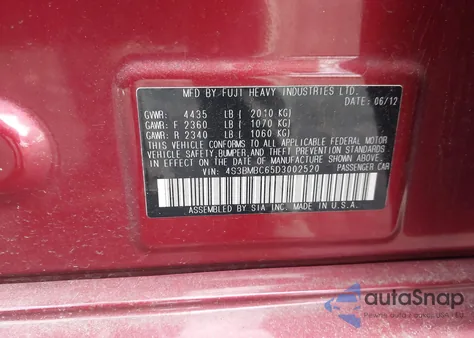 MFD BY FUJI HEAVY INDUSTRIES LTD.
DATE: 06/12
GVWR: 4435 LB ( 2010 KG)
GAWR: F 2360 LB ( 1070 KG)
GAWR: R 2340 LB ( 1060 KG)
THIS VEHICLE CONFORMS TO ALL APPLICABLE FEDERAL MOTOR
VEHICLE SAFETY, BUMPER, AND THEFT PREVENTION STANDARDS
IN EFFECT ON THE DATE OF MANUFACTURE SHOWN ABOVE.
VIN: 4S3BMBC65D3002520 PASSENGER CAR
ASSEMBLED BY SIA INC. MADE IN U.S.A.
autoSnap